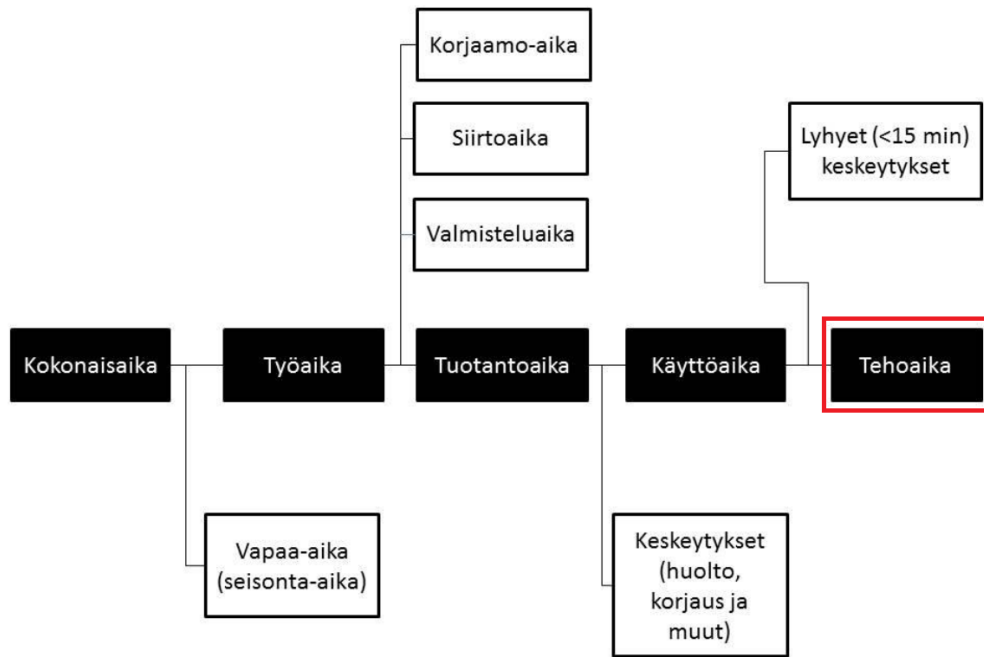 Korjaamo-aika
Siirtoaika
Valmisteluaika
Lyhyet (<15 min)
keskeytykset
Kokonaisaika
Työaika
Tuotantoaika
Käyttöaika
Tehoaika
Vapaa-aika
(seisonta-aika)
Keskeytykset
(huolto,
korjaus ja
muut)